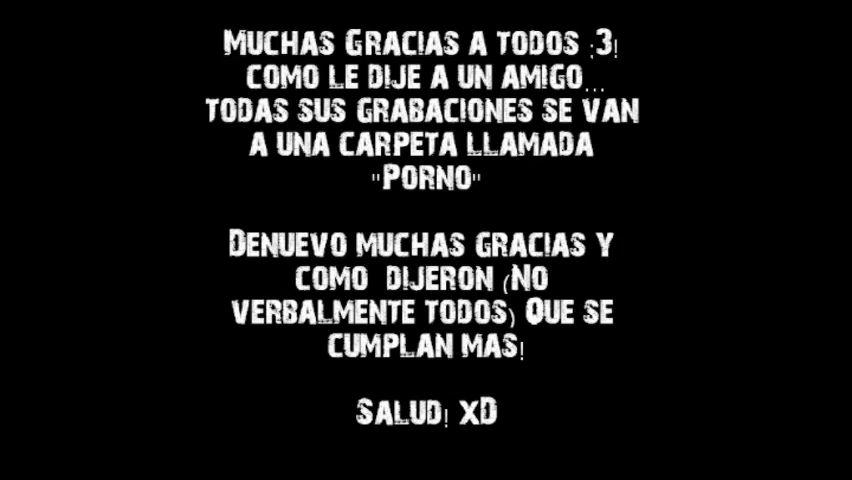 Muchas Gracias a todos :3!
como le dije a un amigo...
todas sus grabaciones se van
a una carpeta llamada
"Porno"
Denuevo muchas gracias y
como dijeron (No
verbalmente todos) Que se
cumplan mas!
Salud! xD